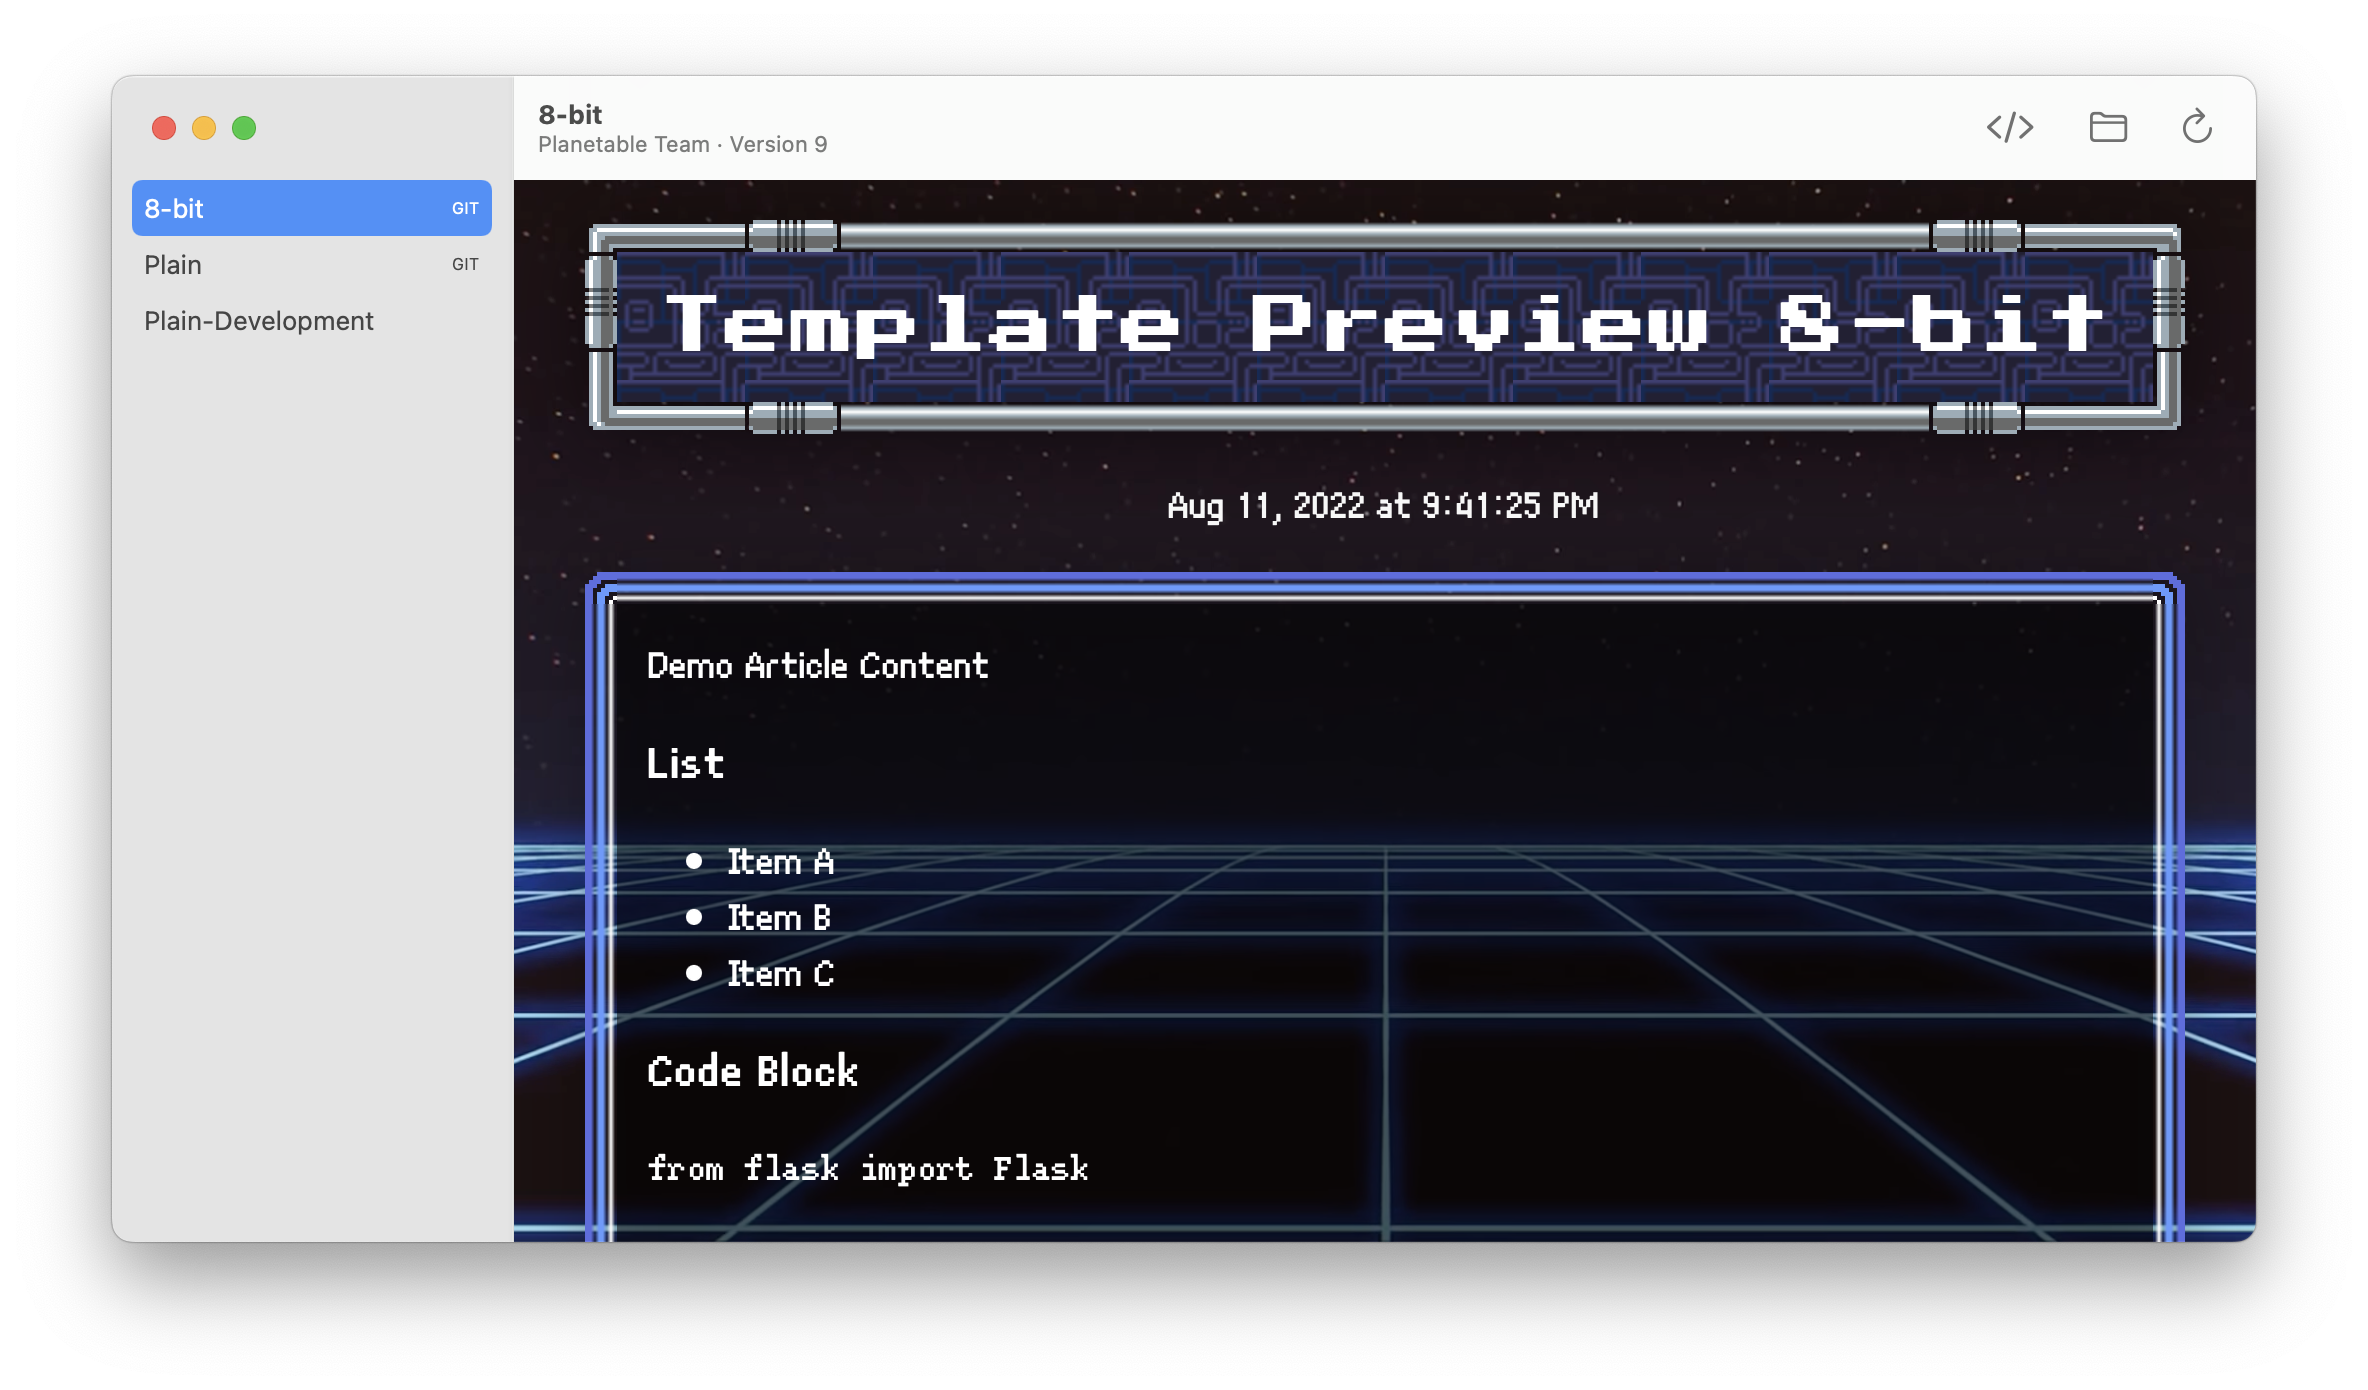 8-bit GIT
Plain GIT
Plain-Development
8-bit
Planetable Team · Version 9
Template Preview 8-bit
Aug 11, 2022 at 9:41:25 PM
Demo Article Content
List
• Item A
• Item B
• Item C
Code Block
from flask import Flask